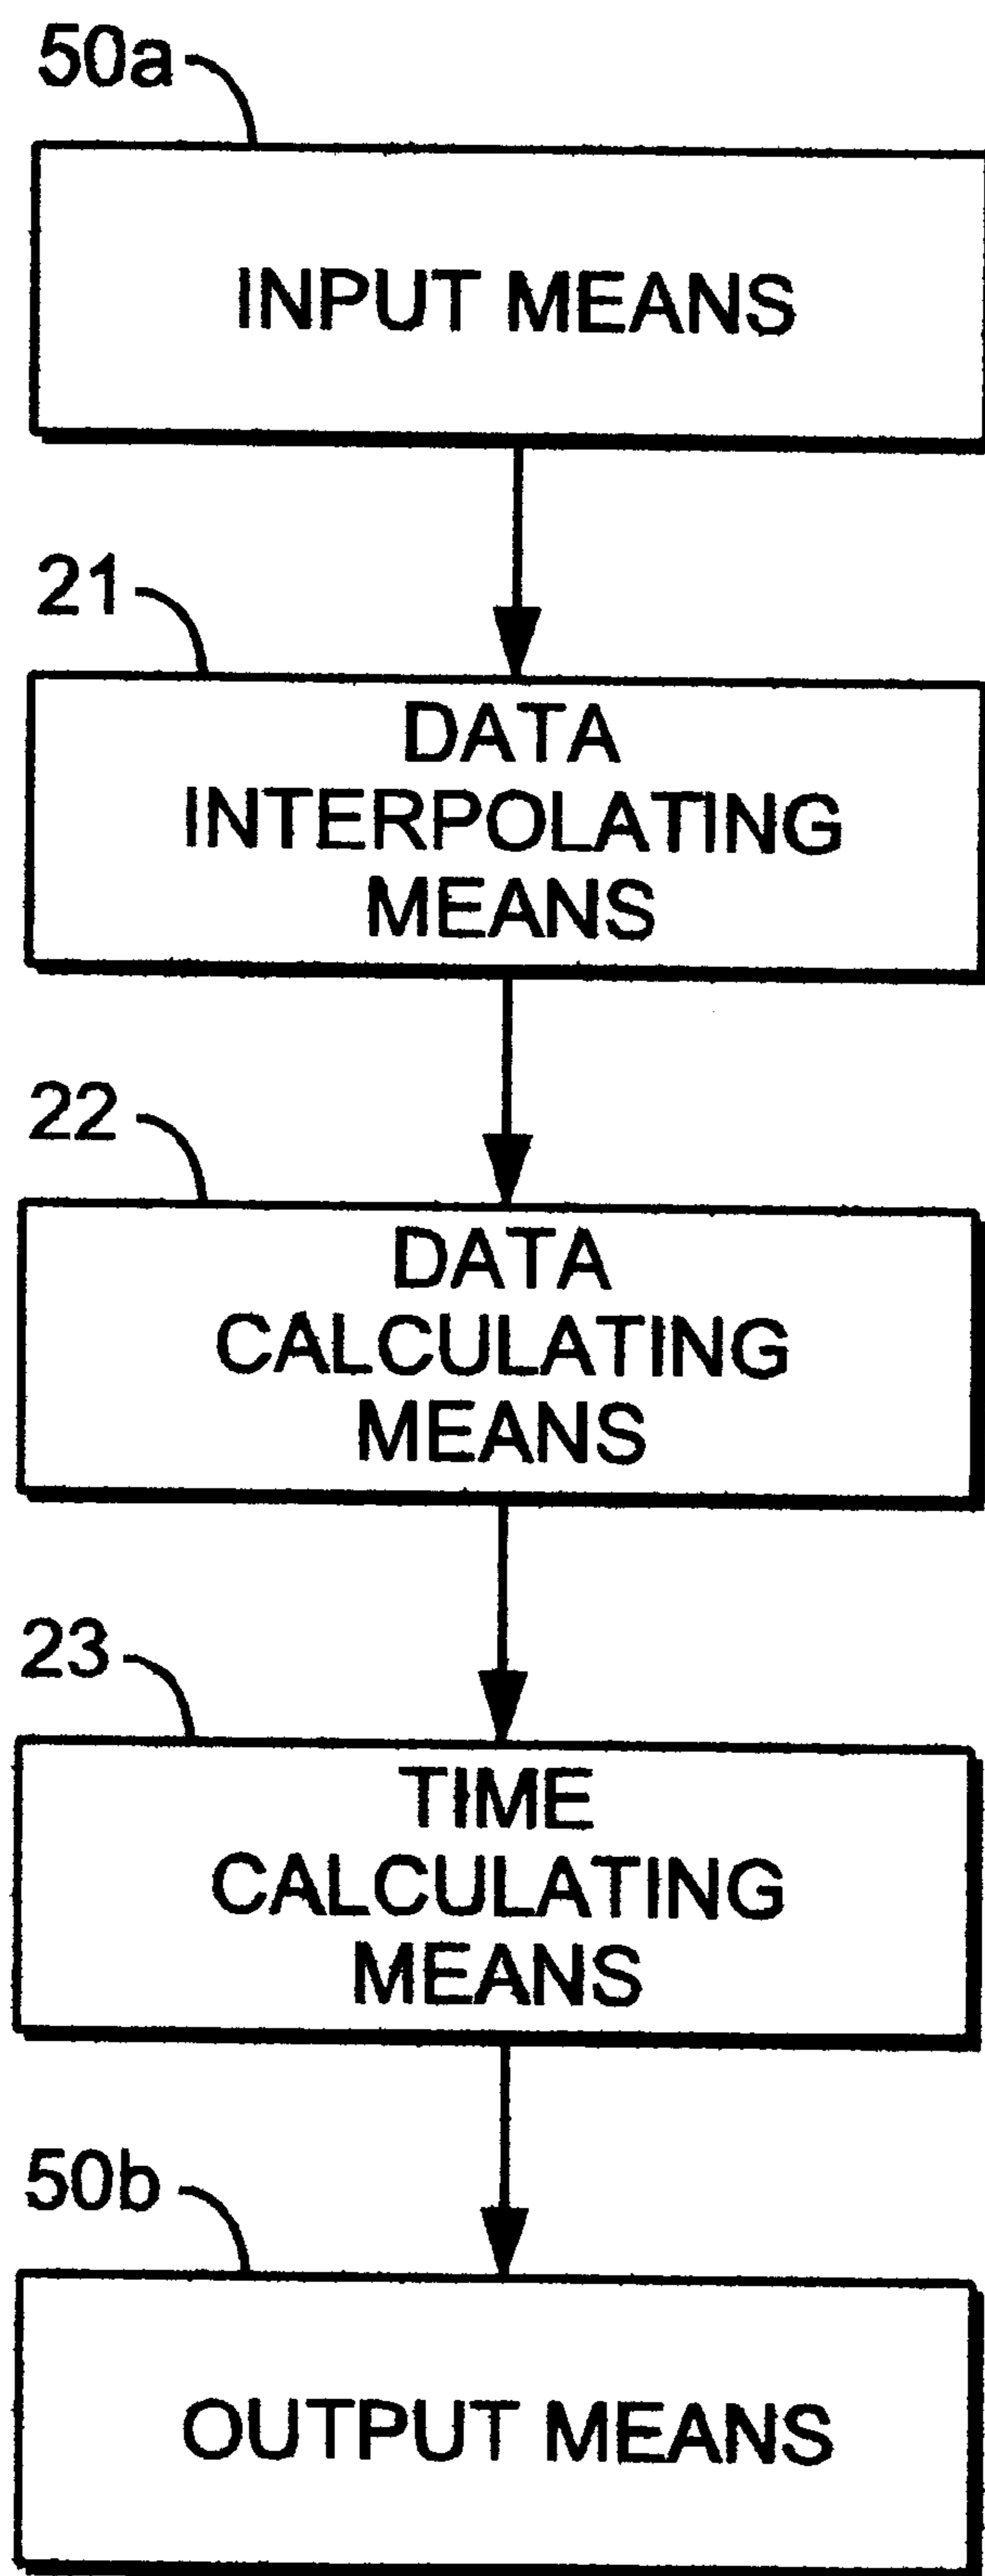 50a
INPUT MEANS
21
DATA
INTERPOLATING
MEANS
22
DATA
CALCULATING
MEANS
23
TIME
CALCULATING
MEANS
50b
OUTPUT MEANS